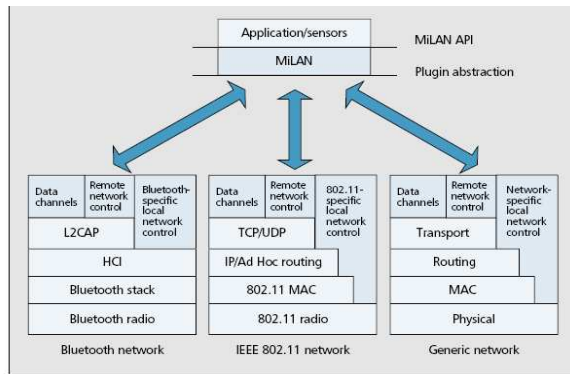 Application/sensors
MiLAN API
MiLAN
Plugin abstraction
Data
channels
Remote
network
control
Bluetooth-
specific
local
network
control
L2CAP
HCI
Bluetooth stack
Bluetooth radio
Bluetooth network
Data
channels
Remote
network
control
802.11-
specific
local
network
control
TCP/UDP
IP/Ad Hoc routing
802.11 MAC
802.11 radio
IEEE 802.11 network
Data
channels
Remote
network
control
Network-
specific
local
network
control
Transport
Routing
MAC
Physical
Generic network